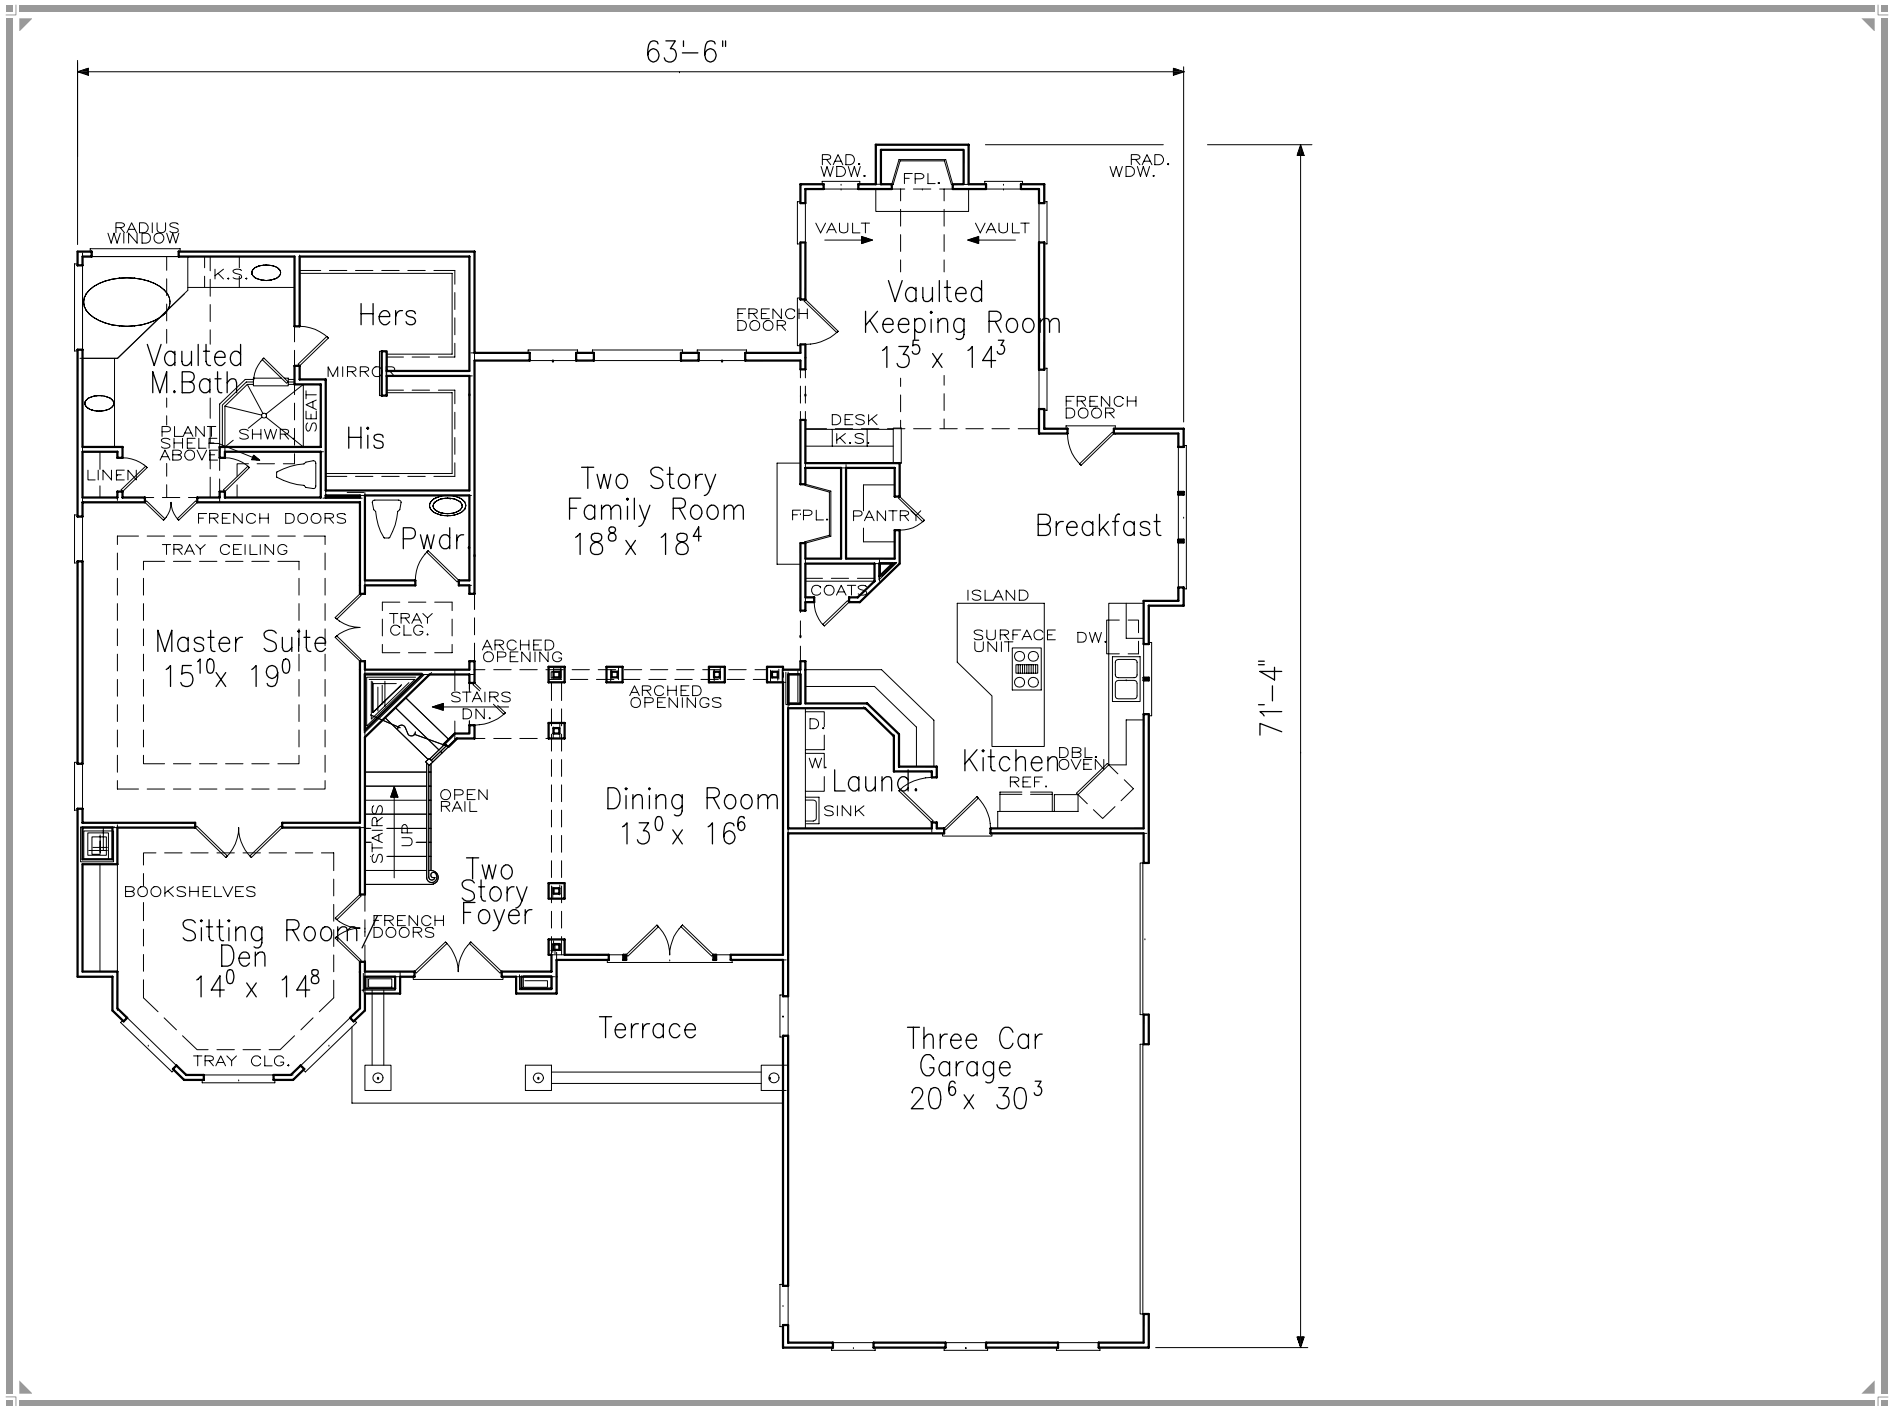 63'-6"
RAD.
WDW.
RAD.
WDW.
FPL.
RADIUS
WINDOW
VAULT
VAULT
K.S.
Hers
Vaulted
Keeping Room
13⁵ x 14³
FRENCH
DOOR
Vaulted
M.Bath
MIRROR
SEAT
SHWR
PLANT
SHELF
ABOVE
His
LINEN
DESK
K.S.
FRENCH
DOOR
Two Story
Family Room
18⁸ x 18⁴
FPL.
PANTRY
Breakfast
FRENCH DOORS
TRAY CEILING
Pwdr.
COATS
ISLAND
TRAY
CLG.
Master Suite
15¹⁰ x 19⁰
ARCHED
OPENING
SURFACE
UNIT
DW.
71'-4"
STAIRS
DN.
ARCHED
OPENINGS
D.
W.
Laund.
SINK
Kitchen
DBL.
OVEN
REF.
OPEN
RAIL
STAIRS
UP
Dining Room
13⁰ x 16⁶
Two
Story
Foyer
BOOKSHELVES
FRENCH
DOORS
Sitting Room/
Den
14⁰ x 14⁸
TRAY CLG.
Terrace
Three Car
Garage
20⁶ x 30³